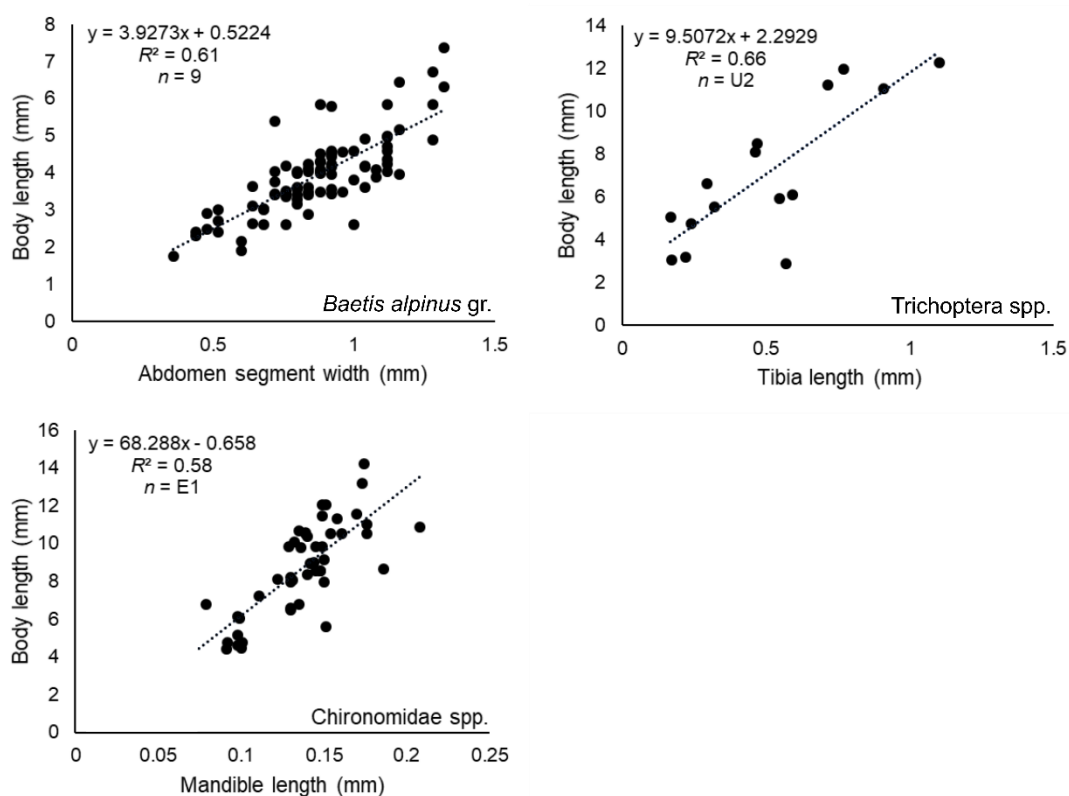 y = 3.9273x + 0.5224
R² = 0.61
n = 9
8
7
6
5
4
3
2
1
0
Body length (mm)
0 0.5 1 1.5
Baetis alpinus gr.
Abdomen segment width (mm)
y = 9.5072x + 2.2929
R² = 0.66
n = U2
14
12
10
8
6
4
2
0
Body length (mm)
0 0.5 1 1.5
Trichoptera spp.
Tibia length (mm)
y = 68.288x - 0.658
R² = 0.58
n = E1
16
14
12
10
8
6
4
2
0
Body length (mm)
0 0.05 0.1 0.15 0.2 0.25
Chironomidae spp.
Mandible length (mm)